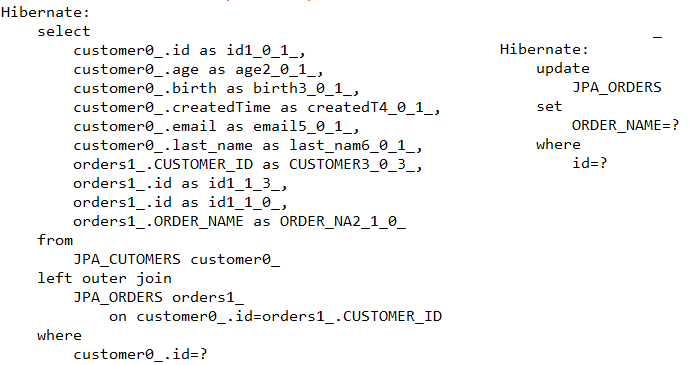 Hibernate:
    select
        customer0_.id as id1_0_1_,
        customer0_.age as age2_0_1_,
        customer0_.birth as birth3_0_1_,
        customer0_.createdTime as createdT4_0_1_,
        customer0_.email as email5_0_1_,
        customer0_.last_name as last_nam6_0_1_,
        orders1_.CUSTOMER_ID as CUSTOMER3_0_3_,
        orders1_.id as id1_1_3_,
        orders1_.id as id1_1_0_,
        orders1_.ORDER_NAME as ORDER_NA2_1_0_
    from
        JPA_CUTOMERS customer0_
    left outer join
        JPA_ORDERS orders1_
            on customer0_.id=orders1_.CUSTOMER_ID
    where
        customer0_.id=?
Hibernate:
    update
        JPA_ORDERS
    set
        ORDER_NAME=?
    where
        id=?